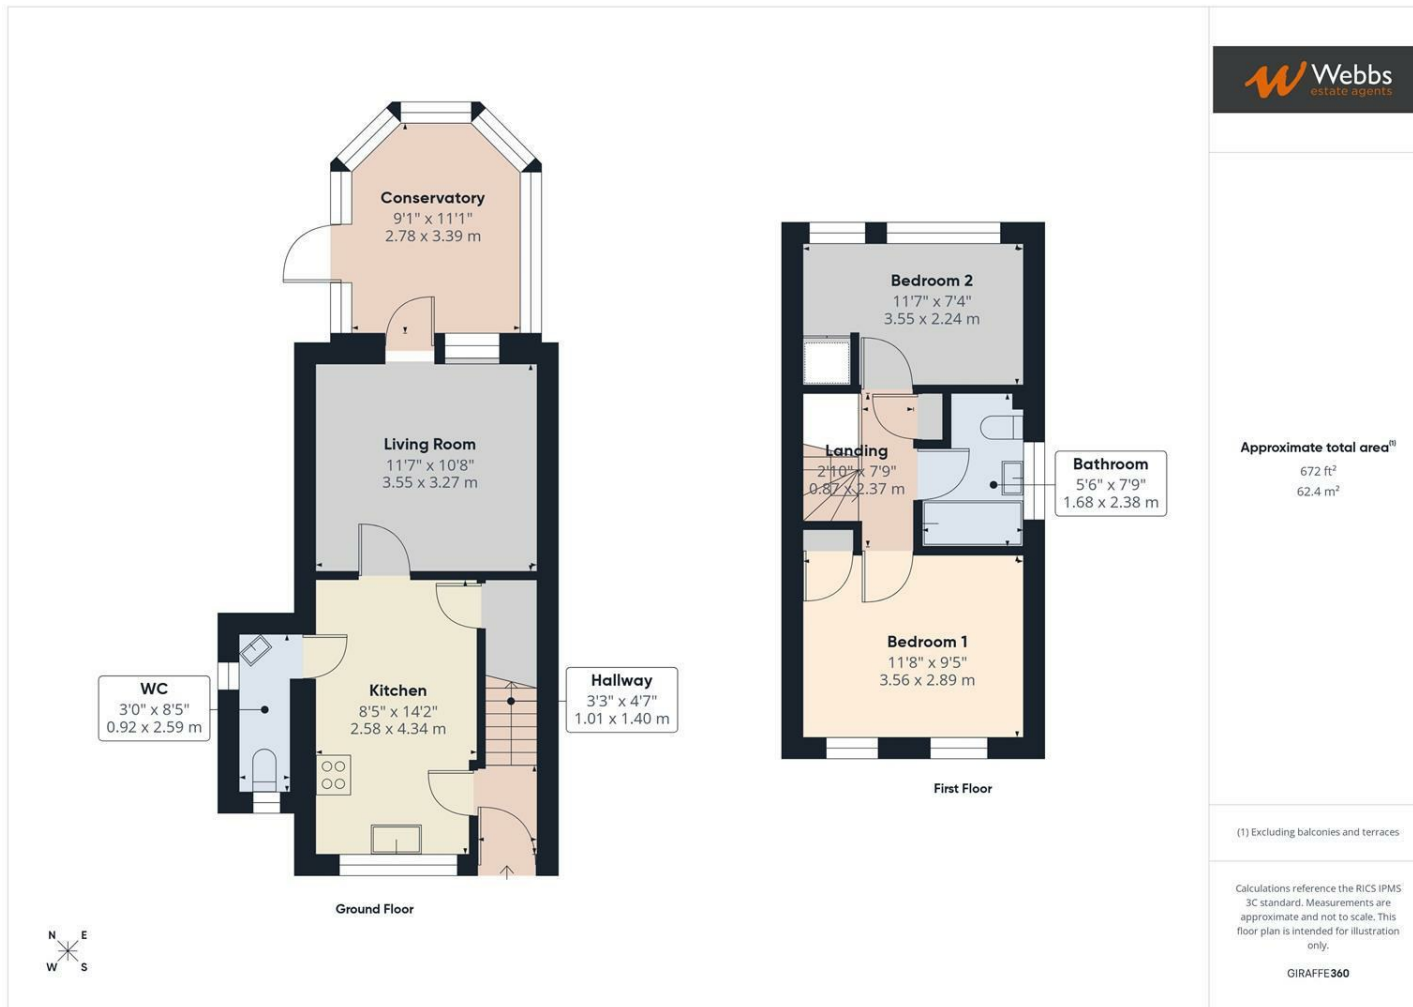 Webbs
estate agents
Conservatory
9'1" x 11'1"
2.78 x 3.39 m
Living Room
11'7" x 10'8"
3.55 x 3.27 m
WC
3'0" x 8'5"
0.92 x 2.59 m
Kitchen
8'5" x 14'2"
2.58 x 4.34 m
Hallway
3'3" x 4'7"
1.01 x 1.40 m
Ground Floor
Bedroom 2
11'7" x 7'4"
3.55 x 2.24 m
Landing
2'10" x 7'9"
0.87 x 2.37 m
Bathroom
5'6" x 7'9"
1.68 x 2.38 m
Bedroom 1
11'8" x 9'5"
3.56 x 2.89 m
First Floor
N E
W S
Approximate total area(1)
672 ft²
62.4 m²
(1) Excluding balconies and terraces
Calculations reference the RICS IPMS
3C standard. Measurements are
approximate and not to scale. This
floor plan is intended for illustration
only.
GIRAFFE360